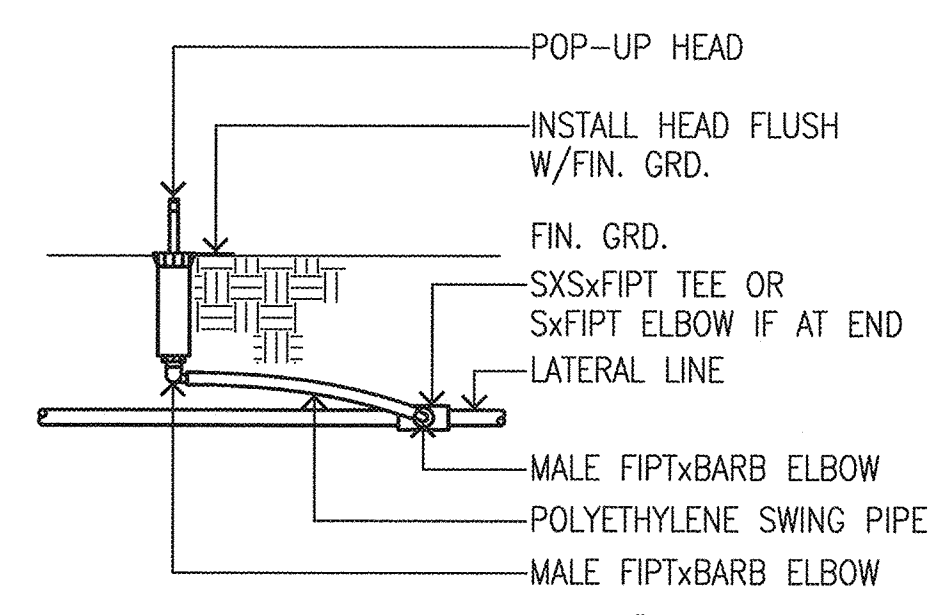 POP-UP HEAD
INSTALL HEAD FLUSH
W/FIN. GRD.
FIN. GRD.
SXSxFIPT TEE OR
SxFIPT ELBOW IF AT END
LATERAL LINE
MALE FIPTxBARB ELBOW
POLYETHYLENE SWING PIPE
MALE FIPTxBARB ELBOW